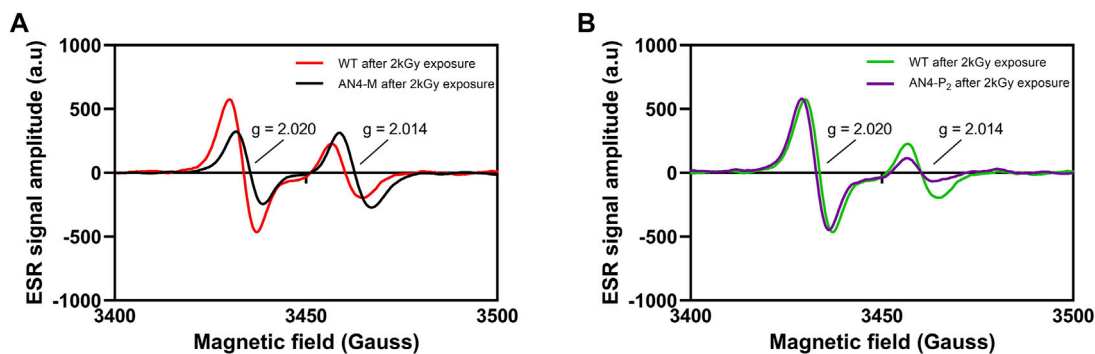 A
ESR signal amplitude (a.u)
1000
500
0
-500
-1000
WT after 2kGy exposure
AN4-M after 2kGy exposure
g = 2.020
g = 2.014
3400
3450
3500
Magnetic field (Gauss)
B
ESR signal amplitude (a.u)
1000
500
0
-500
-1000
WT after 2kGy exposure
AN4-P₂ after 2kGy exposure
g = 2.020
g = 2.014
3400
3450
3500
Magnetic field (Gauss)